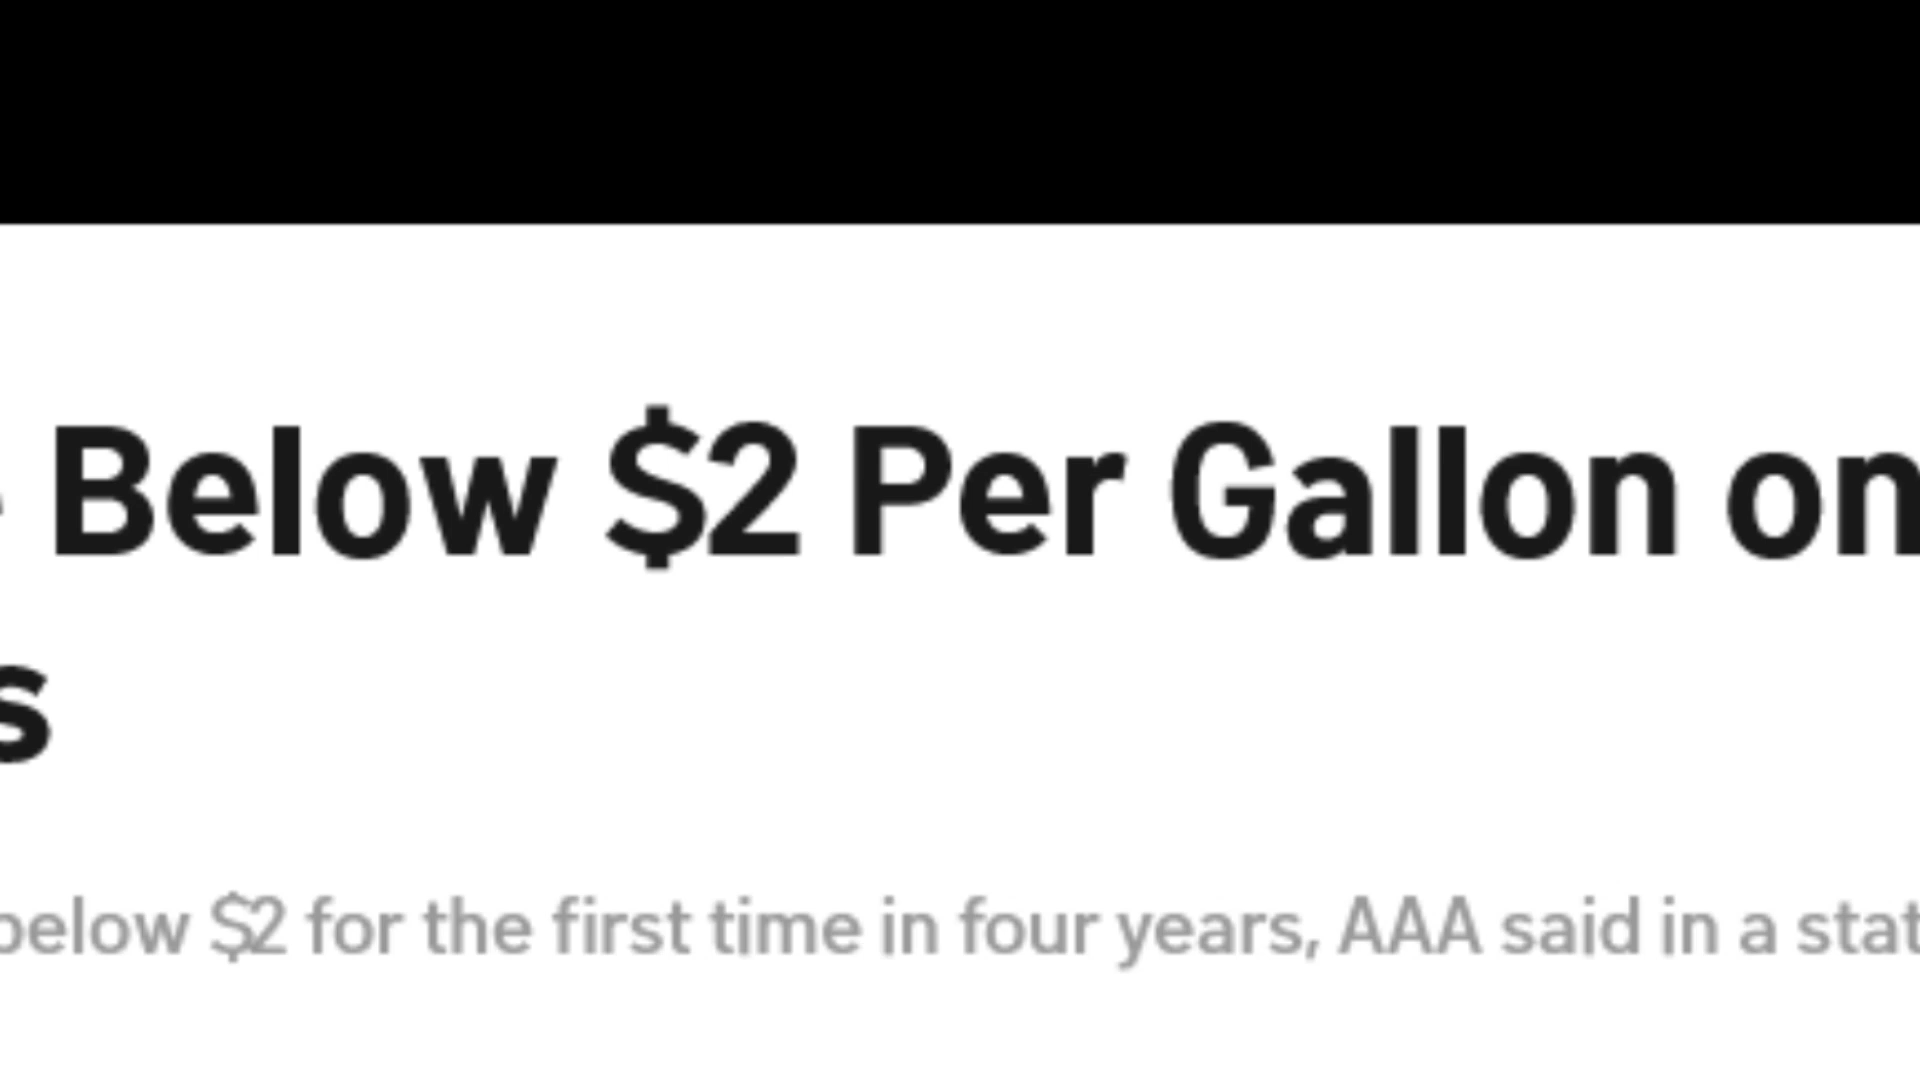 Below $2 Per Gallon on
s
below $2 for the first time in four years, AAA said in a stat